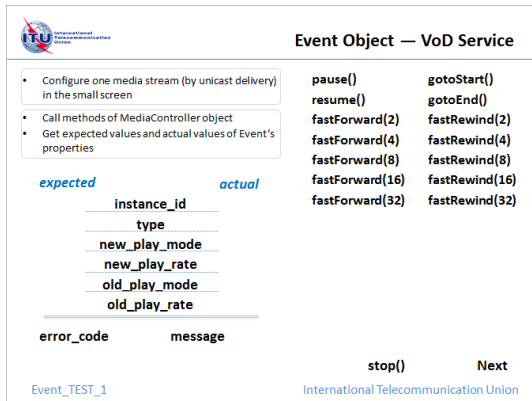 ITU
International
Telecommunication
Union
Event Object — VoD Service
• Configure one media stream (by unicast delivery)
in the small screen
• Call methods of MediaController object
• Get expected values and actual values of Event's
properties
expected actual
instance_id
type
new_play_mode
new_play_rate
old_play_mode
old_play_rate
error_code message
pause() gotoStart()
resume() gotoEnd()
fastForward(2) fastRewind(2)
fastForward(4) fastRewind(4)
fastForward(8) fastRewind(8)
fastForward(16) fastRewind(16)
fastForward(32) fastRewind(32)
stop() Next
Event_TEST_1 International Telecommunication Union